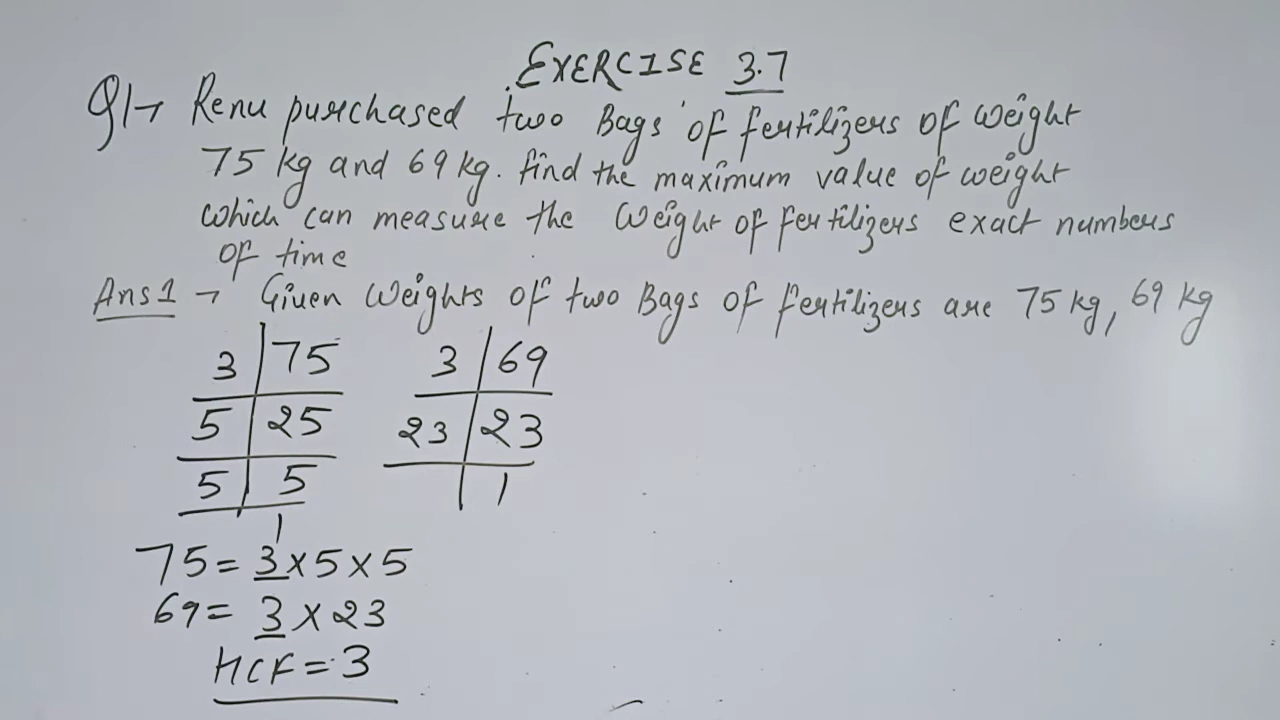 EXERCISE 3.7
Q1→ Renu purchased two Bags of fertilizers of weight
75 kg and 69 kg. find the maximum value of weight
which can measure the weight of fertilizers exact numbers
of time
Ans 1 → Given weights of two Bags of fertilizers are 75 kg, 69 kg
3 | 75 3 | 69
5 | 25 23 | 23
5 | 5 | 1
1
75 = 3 × 5 × 5
69 = 3 × 23
HCF = 3